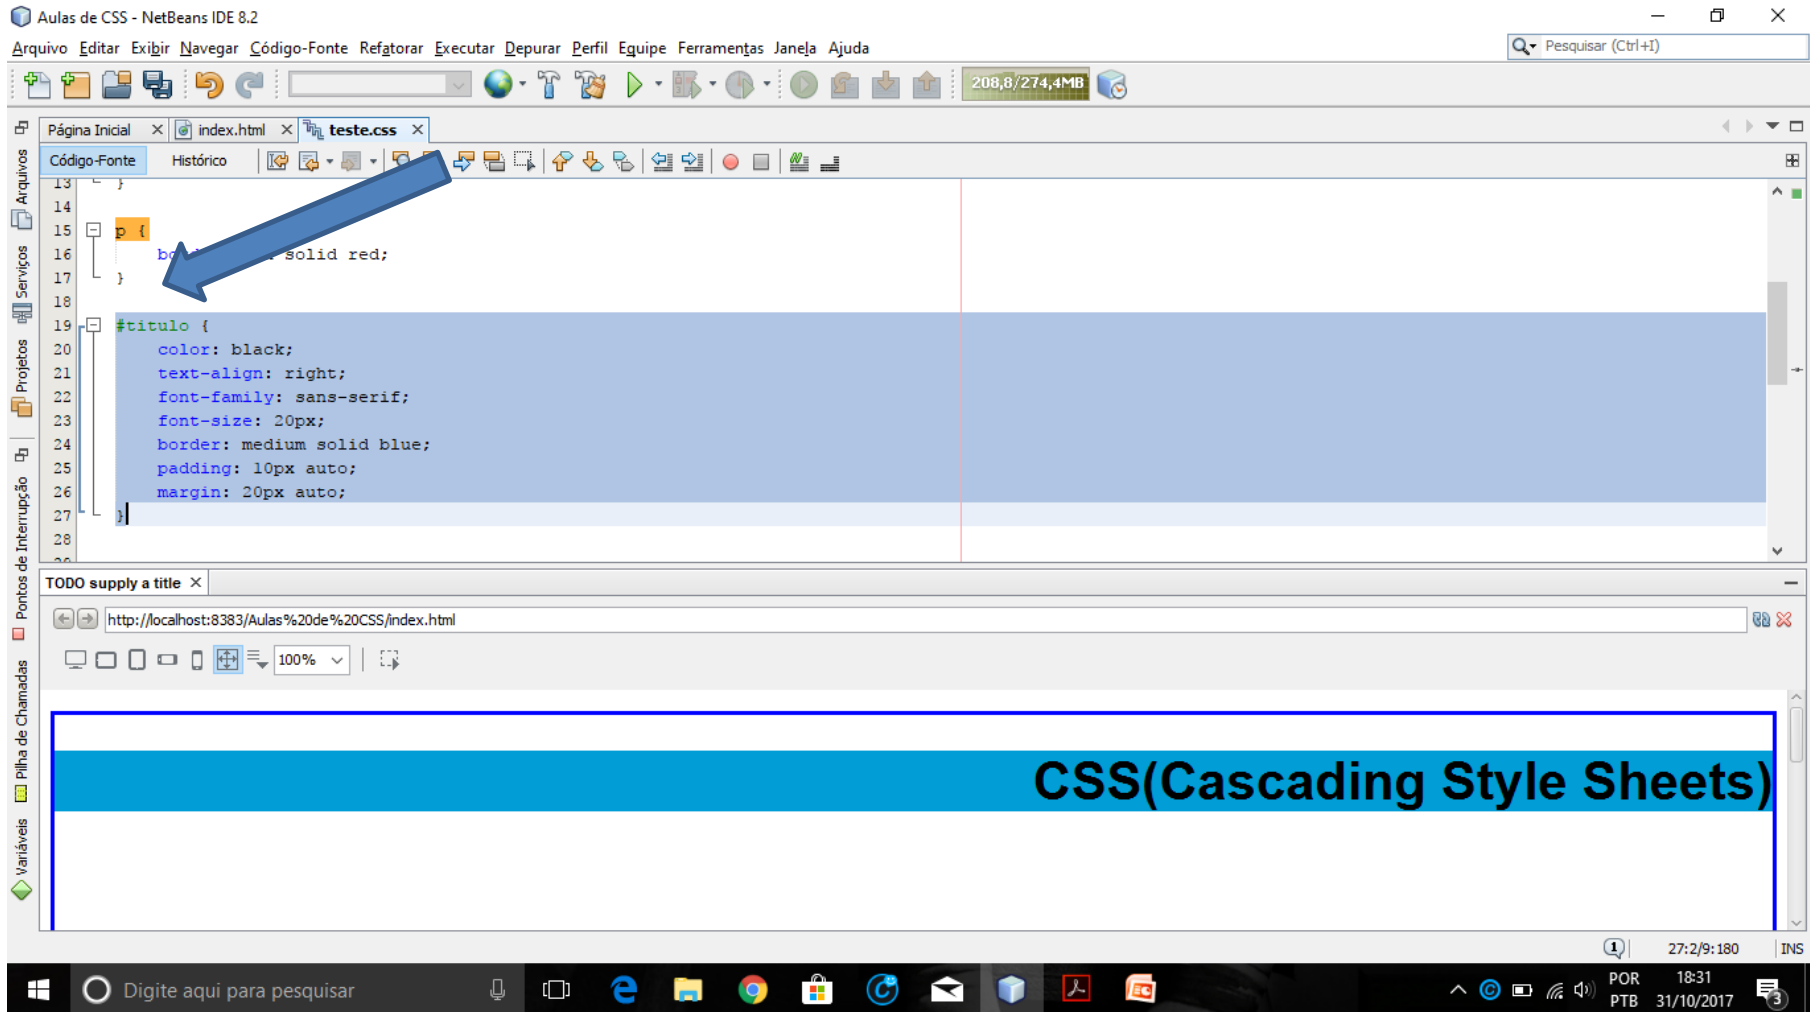 Aulas de CSS - NetBeans IDE 8.2
Arquivo Editar Exibir Navegar Código-Fonte Refatorar Executar Depurar Perfil Equipe Ferramentas Janela Ajuda
Pesquisar (Ctrl+I)
208,8/274,4MB
Página Inicial index.html teste.css
Código-Fonte Histórico
13 }
14
15 p {
16 solid red;
17 }
18
19 #titulo {
20 color: black;
21 text-align: right;
22 font-family: sans-serif;
23 font-size: 20px;
24 border: medium solid blue;
25 padding: 10px auto;
26 margin: 20px auto;
27 }
28
Arquivos
Serviços
Projetos
Pontos de Interrupção
Pilha de Chamadas
Variáveis
TODO supply a title
http://localhost:8383/Aulas%20de%20CSS/index.html
100%
CSS(Cascading Style Sheets)
1 27:2/9:180 INS
Digite aqui para pesquisar
POR 18:31
PTB 31/10/2017
3